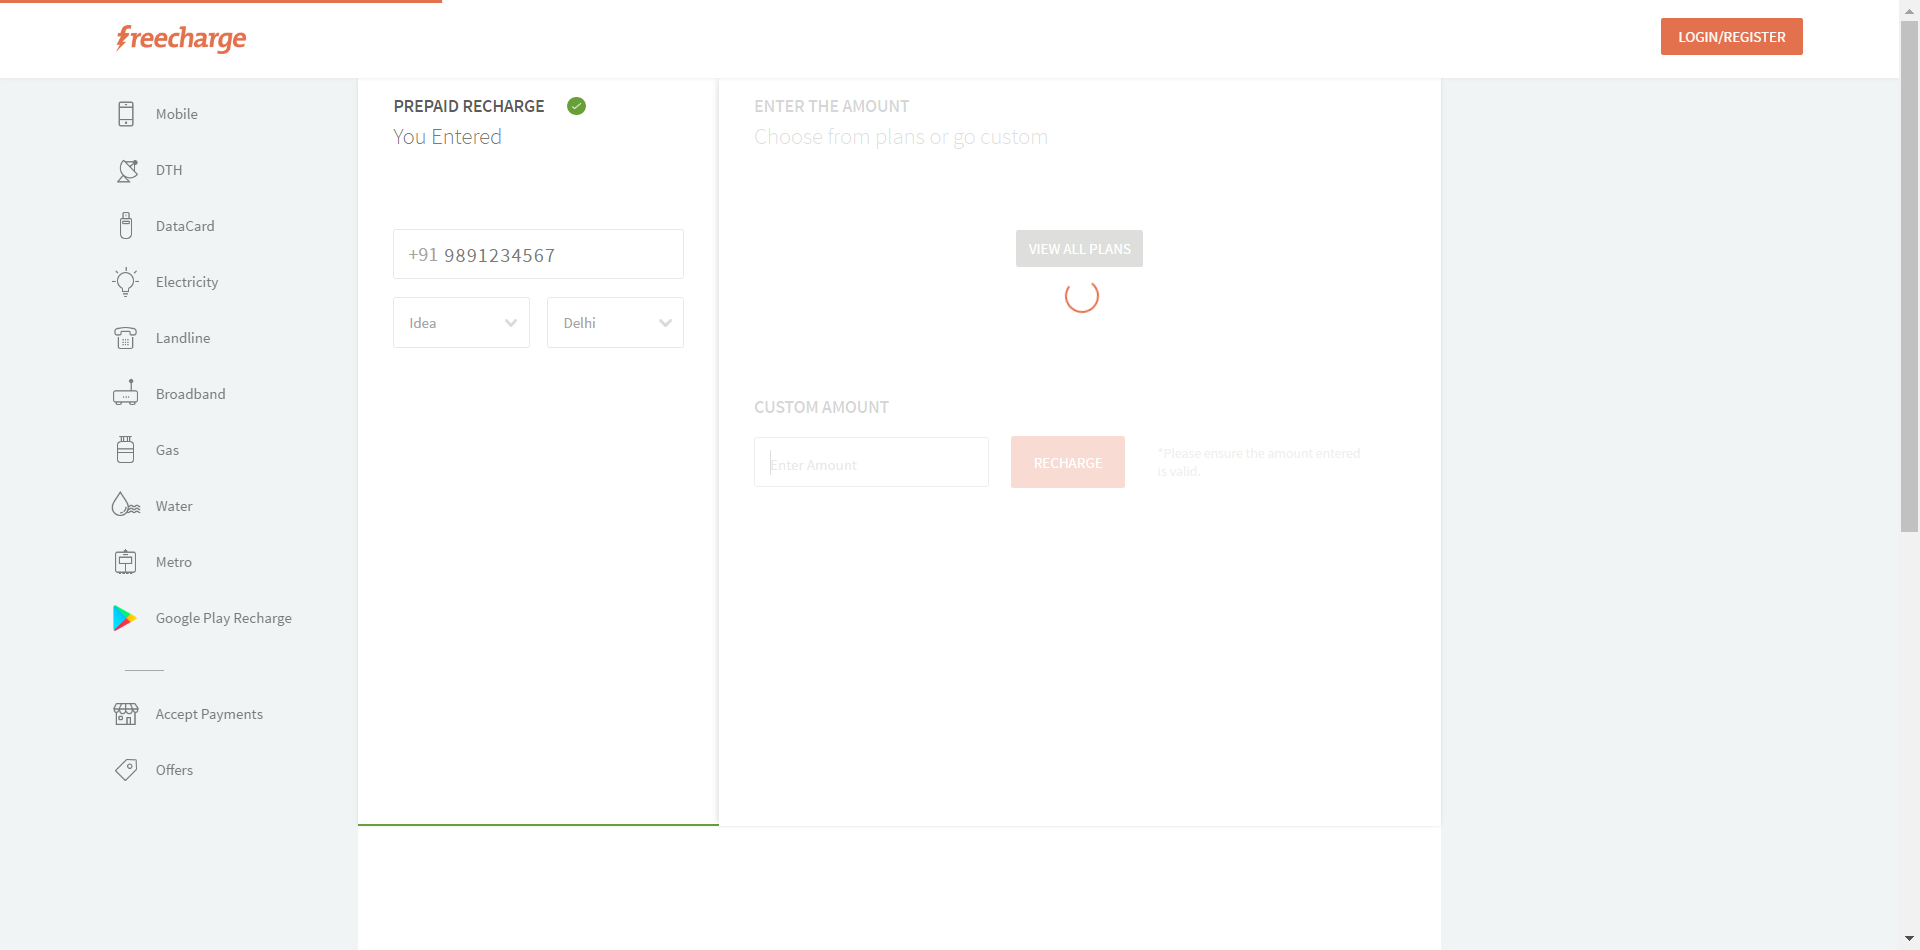 freecharge
LOGIN/REGISTER
Mobile
DTH
DataCard
Electricity
Landline
Broadband
Gas
Water
Metro
Google Play Recharge
Accept Payments
Offers
PREPAID RECHARGE
You Entered
+91 9891234567
Idea
Delhi
ENTER THE AMOUNT
Choose from plans or go custom
VIEW ALL PLANS
CUSTOM AMOUNT
Enter Amount
RECHARGE
*Please ensure the amount entered
is valid.